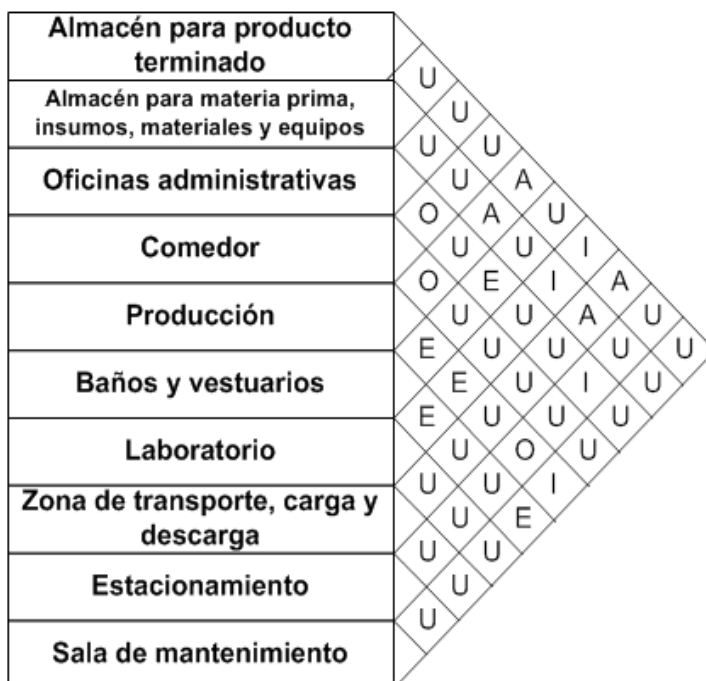 Almacén para producto
terminado
U
Almacén para materia prima,
U
insumos, materiales y equipos
U U
Oficinas administrativas
U A
O A U
Comedor
U U I
O E I A
Producción
U U A U
E U U U U
Baños y vestuarios
E U I U
E U U U
Laboratorio
U O U
U U I
Zona de transporte, carga y
U E
descarga
U U
Estacionamiento
U
U
Sala de mantenimiento